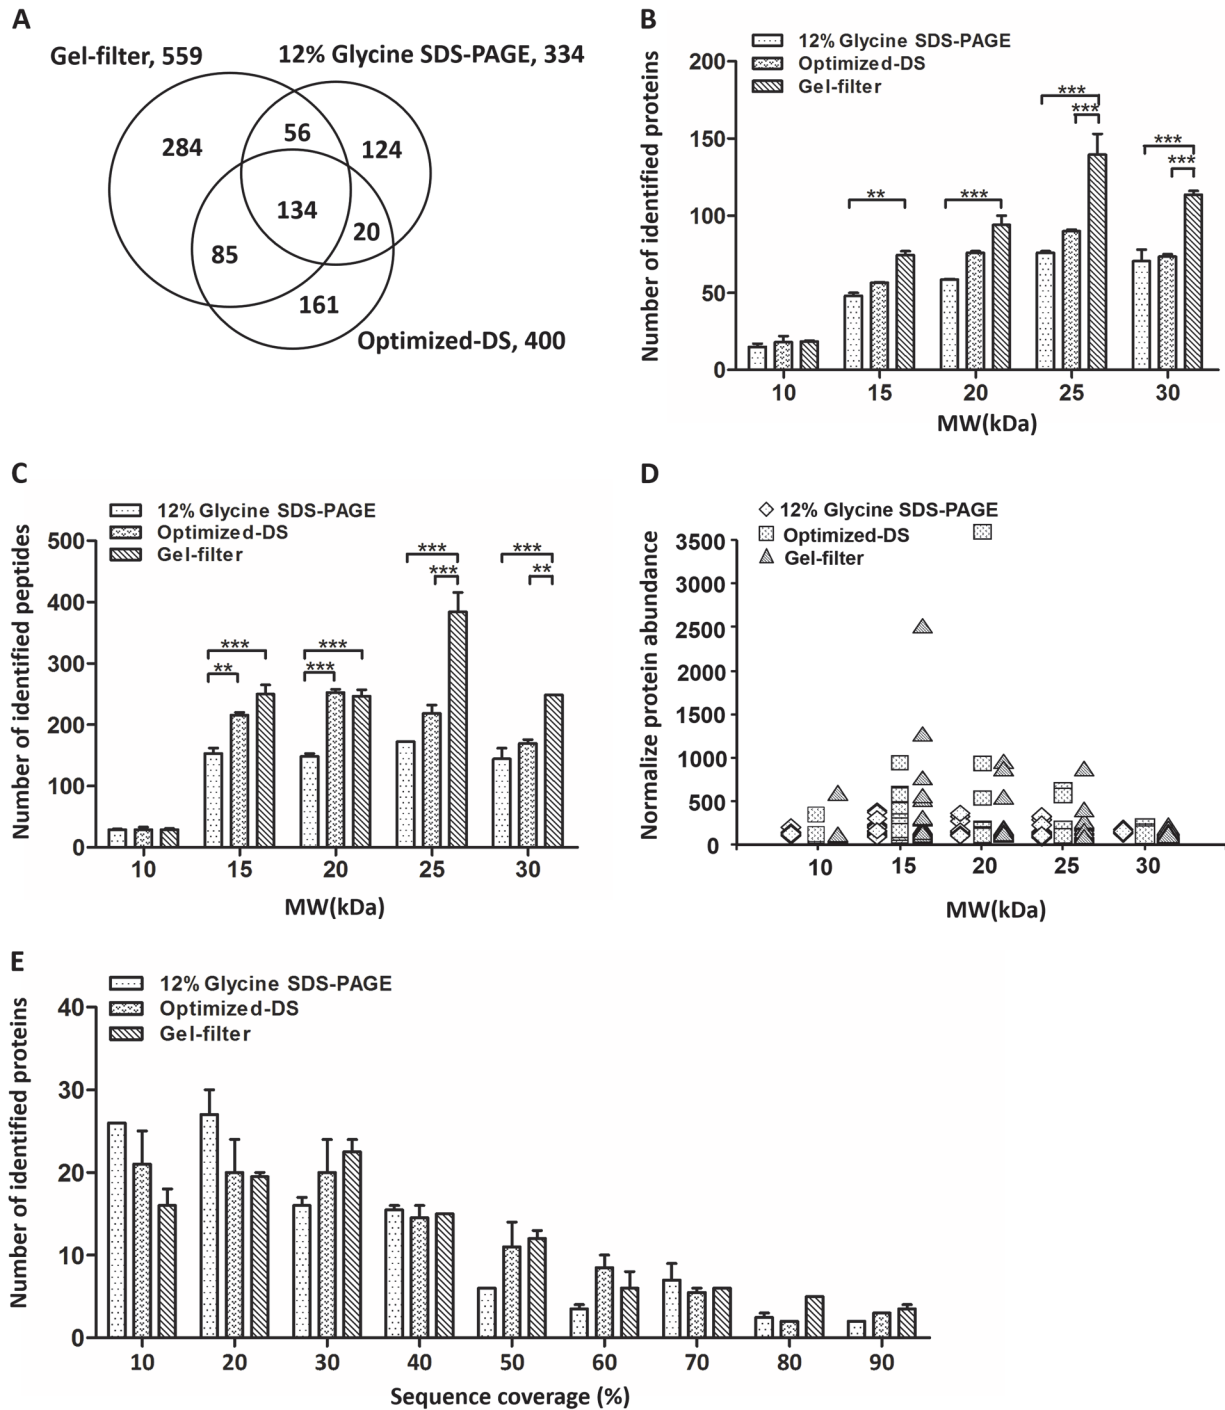 A
Gel-filter, 559
12% Glycine SDS-PAGE, 334
56
284
124
134
20
85
161
Optimized-DS, 400
B
12% Glycine SDS-PAGE
Optimized-DS
Gel-filter
Number of identified proteins
200
150
100
50
0
**
***
***
***
***
***
10 15 20 25 30
MW(kDa)
C
12% Glycine SDS-PAGE
Optimized-DS
Gel-filter
Number of identified peptides
500
400
300
200
100
0
***
**
***
***
***
***
***
**
10 15 20 25 30
MW(kDa)
D
12% Glycine SDS-PAGE
Optimized-DS
Gel-filter
Normalize protein abundance
3500
3000
2500
2000
1500
1000
500
0
10 15 20 25 30
MW(kDa)
E
12% Glycine SDS-PAGE
Optimized-DS
Gel-filter
Number of identified proteins
40
30
20
10
0
10 20 30 40 50 60 70 80 90
Sequence coverage (%)